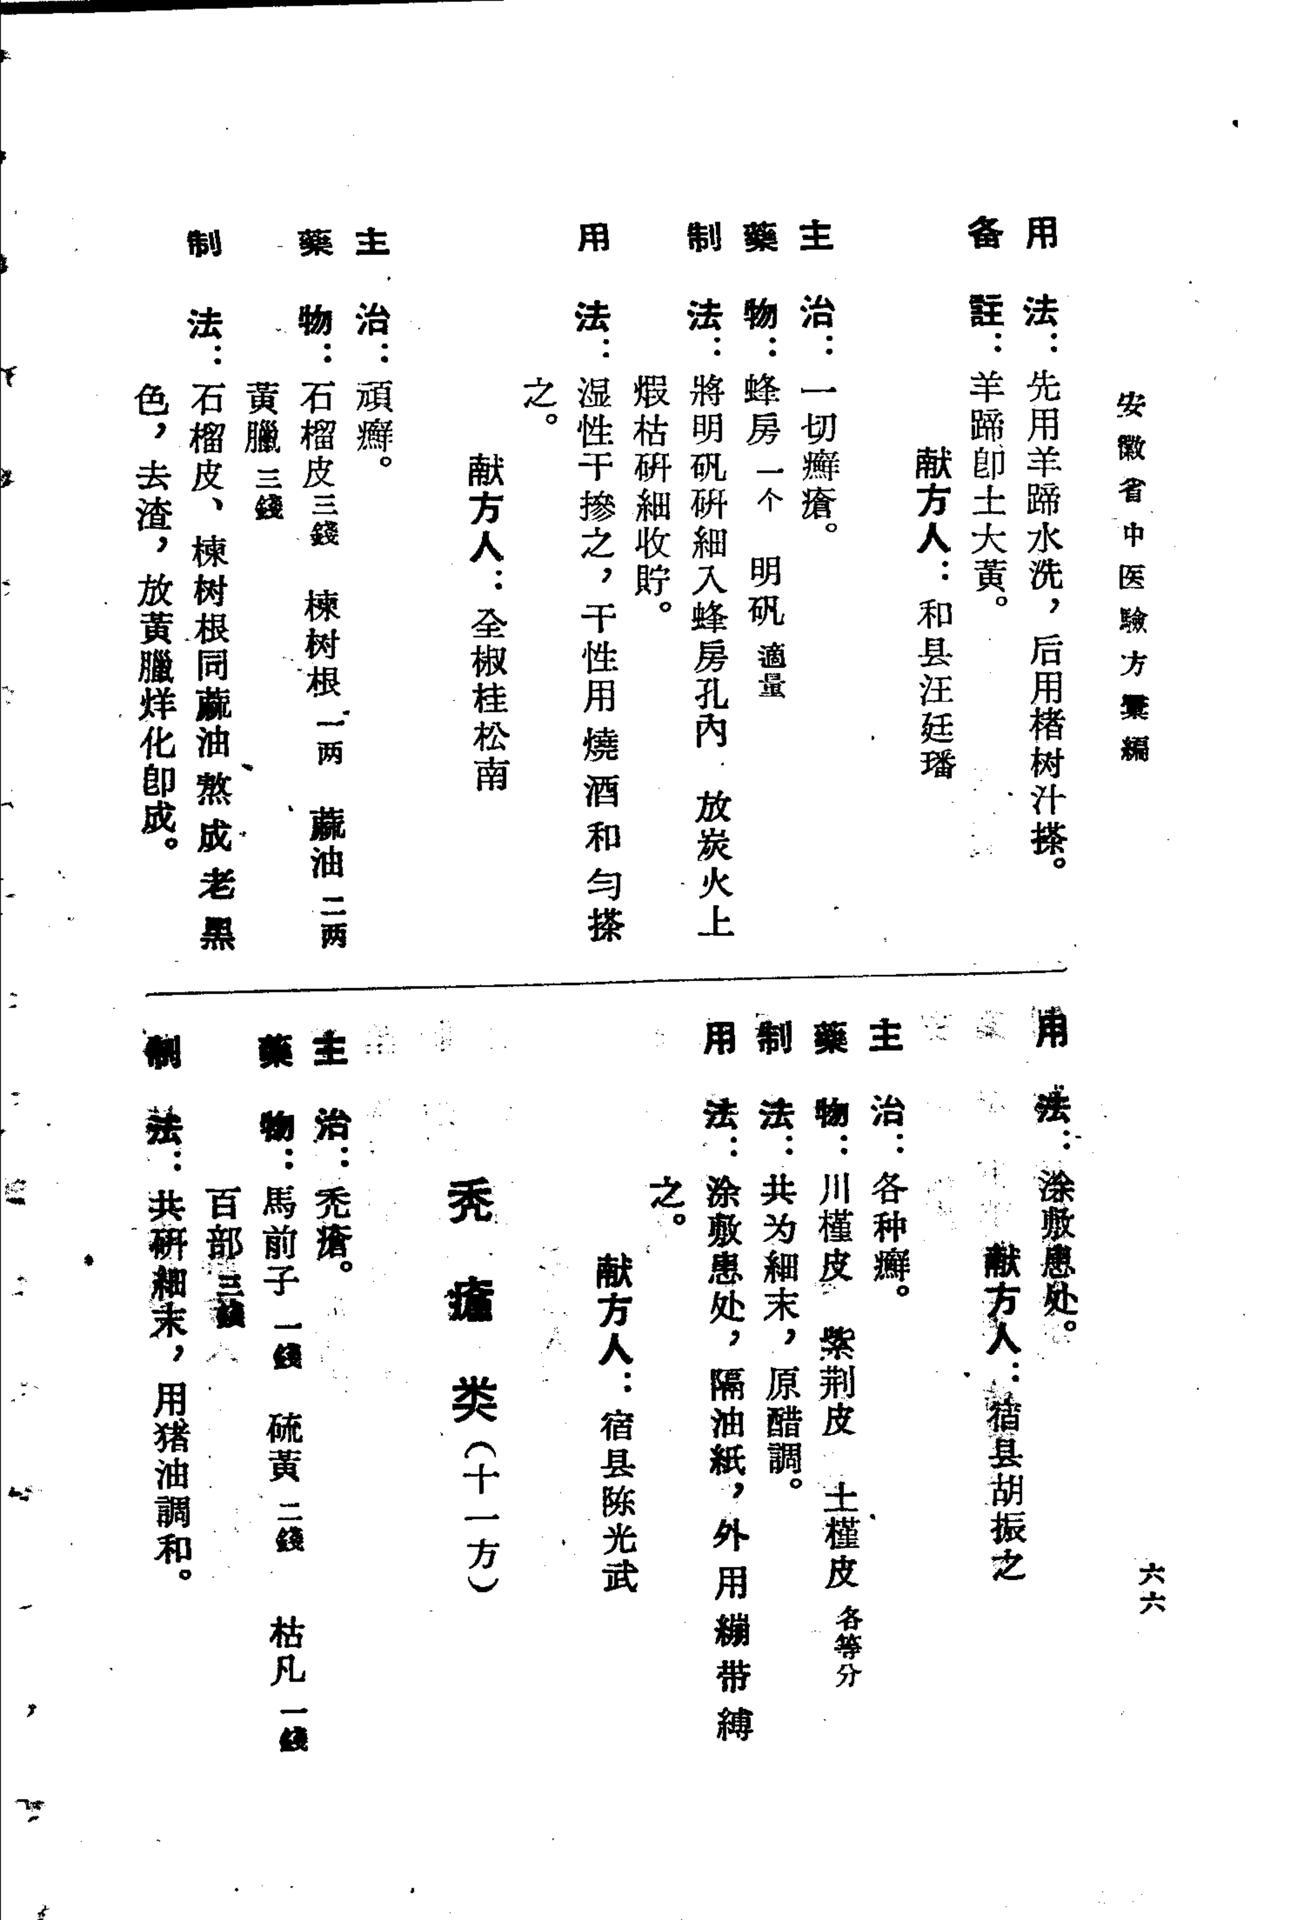 安徽省中医驗方彙編
六六
用　法：先用羊蹄水洗，后用楮树汁搽。
备　註：羊蹄卽土大黃。
献方人：和县汪廷璠
主　治：一切癬瘡。
藥　物：蜂房一个　明矾適量
制　法：將明矾硏細入蜂房孔內　放炭火上
煆枯硏細收貯。
用　法：湿性干摻之，干性用燒酒和勻搽
之。
献方人：全椒桂松南
主　治：頑癬。
藥　物：石榴皮三錢　楝树根一两　蔴油二两
黃臘三錢
制　法：石榴皮、楝树根同蔴油熬成老黑
色，去渣，放黃臘烊化卽成。
用　法：涂敷患处。
献方人：宿县胡振之
主　治：各种癬。
藥　物：川槿皮　紫荆皮　土槿皮各等分
制　法：共为細末，原醋調。
用　法：涂敷患处，隔油紙，外用繃带縛
之。
献方人：宿县陈光武
秃瘡类（十一方）
主　治：秃瘡。
藥　物：馬前子一錢　硫黃二錢　枯凡一錢
百部三錢
制　法：共硏細末，用猪油調和。